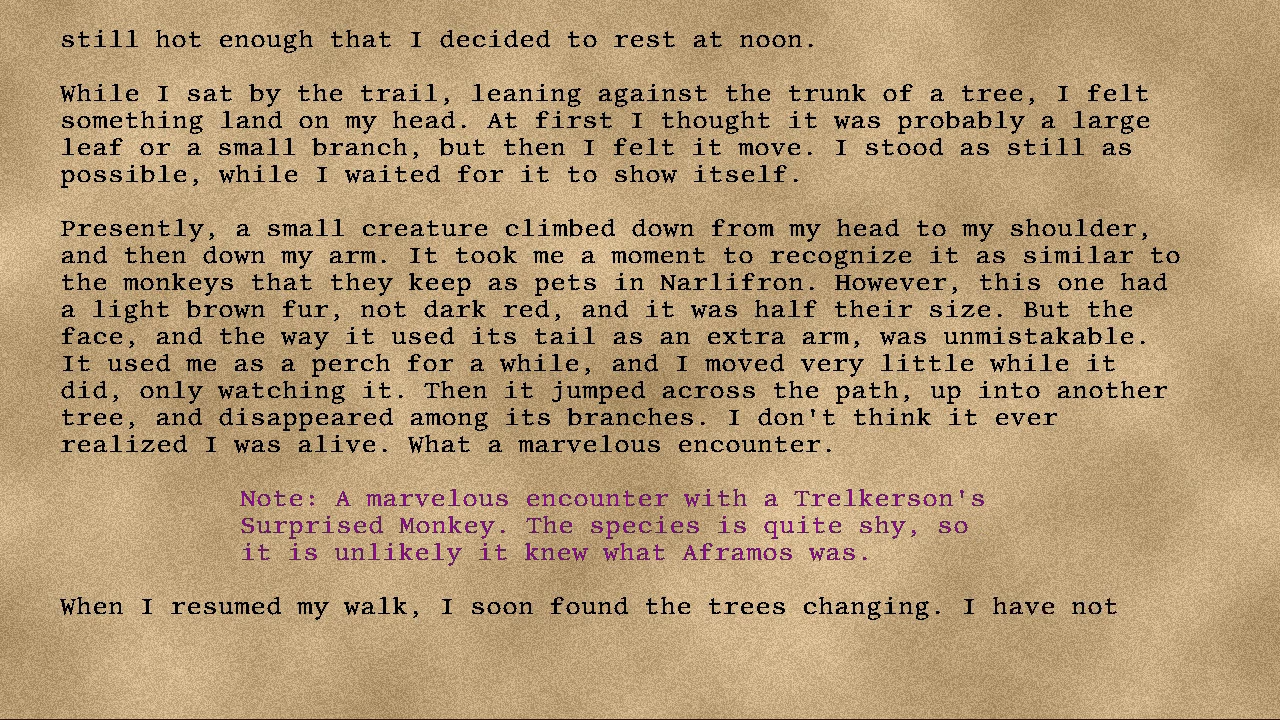 still hot enough that I decided to rest at noon.
While I sat by the trail, leaning against the trunk of a tree, I felt
something land on my head. At first I thought it was probably a large
leaf or a small branch, but then I felt it move. I stood as still as
possible, while I waited for it to show itself.
Presently, a small creature climbed down from my head to my shoulder,
and then down my arm. It took me a moment to recognize it as similar to
the monkeys that they keep as pets in Narlifron. However, this one had
a light brown fur, not dark red, and it was half their size. But the
face, and the way it used its tail as an extra arm, was unmistakable.
It used me as a perch for a while, and I moved very little while it
did, only watching it. Then it jumped across the path, up into another
tree, and disappeared among its branches. I don't think it ever
realized I was alive. What a marvelous encounter.
Note: A marvelous encounter with a Trelkerson's
Surprised Monkey. The species is quite shy, so
it is unlikely it knew what Aframos was.
When I resumed my walk, I soon found the trees changing. I have not